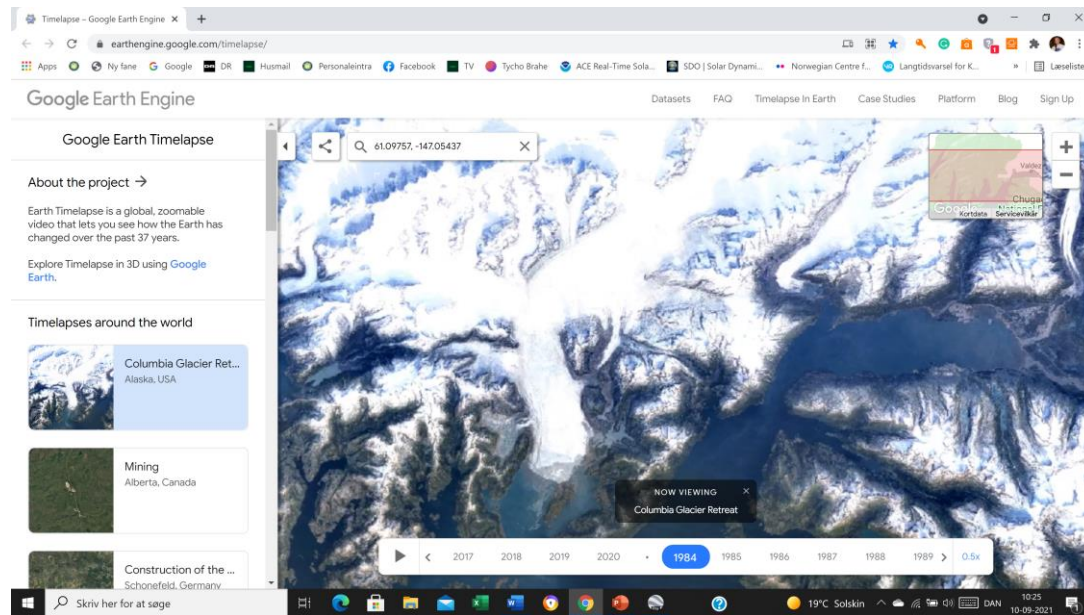 Timelapse – Google Earth Engine
earthengine.google.com/timelapse/
1
Apps
Ny fane
Google
DR
Husmail
Personaleintra
Facebook
TV
Tycho Brahe
ACE Real-Time Sola...
SDO | Solar Dynami...
Norwegian Centre f...
Langtidsvarsel for K...
»
Læseliste
Google Earth Engine
Datasets
FAQ
Timelapse In Earth
Case Studies
Platform
Blog
Sign Up
Google Earth Timelapse
About the project →
Earth Timelapse is a global, zoomable
video that lets you see how the Earth has
changed over the past 37 years.
Explore Timelapse in 3D using Google
Earth.
Timelapses around the world
Columbia Glacier Ret...
Alaska, USA
Mining
Alberta, Canada
Construction of the ...
Schonefeld, Germany
61.09757, -147.05437
Valdez
Chuga
Google
Kortdata
Servicevilkår
NOW VIEWING
Columbia Glacier Retreat
2017
2018
2019
2020
1984
1985
1986
1987
1988
1989
0.5x
Skriv her for at søge
19°C Solskin
DAN
10:25
10-09-2021